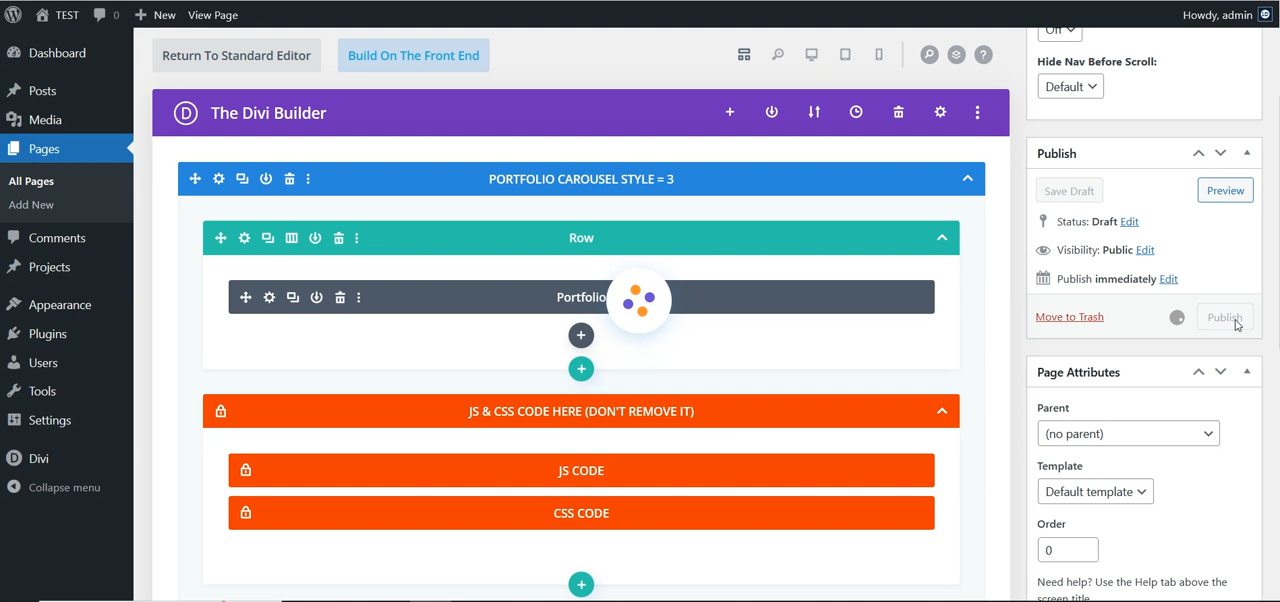 TEST
0
New
View Page
Howdy, admin
Dashboard
Posts
Media
Pages
All Pages
Add New
Comments
Projects
Appearance
Plugins
Users
Tools
Settings
Divi
Collapse menu
Return To Standard Editor
Build On The Front End
The Divi Builder
PORTFOLIO CAROUSEL STYLE = 3
Row
Portfolio
JS & CSS CODE HERE (DON'T REMOVE IT)
JS CODE
CSS CODE
Off
Hide Nav Before Scroll:
Default
Publish
Save Draft
Preview
Status: Draft Edit
Visibility: Public Edit
Publish immediately Edit
Move to Trash
Publish
Page Attributes
Parent
(no parent)
Template
Default template
Order
0
Need help? Use the Help tab above the
screen title.